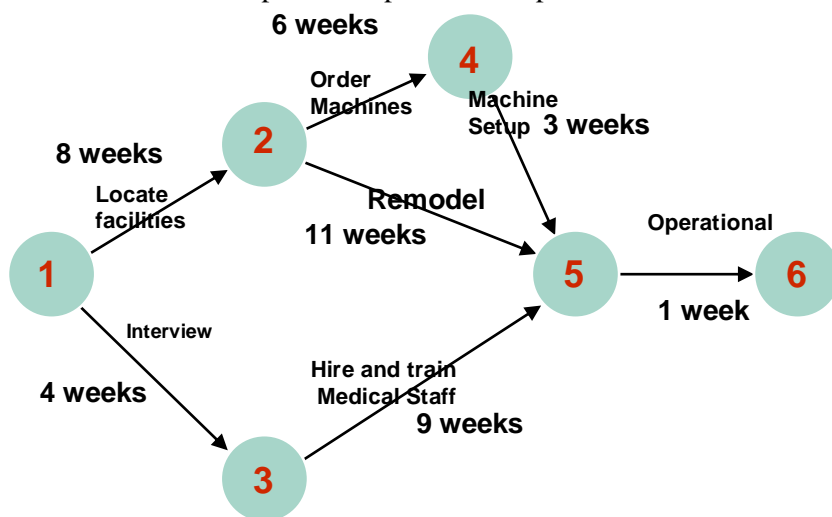 6 weeks
4
Order
Machines
Machine
Setup
3 weeks
2
8 weeks
Locate
facilities
Remodel
11 weeks
Operational
1
5
6
1 week
Interview
4 weeks
Hire and train
Medical Staff
9 weeks
3